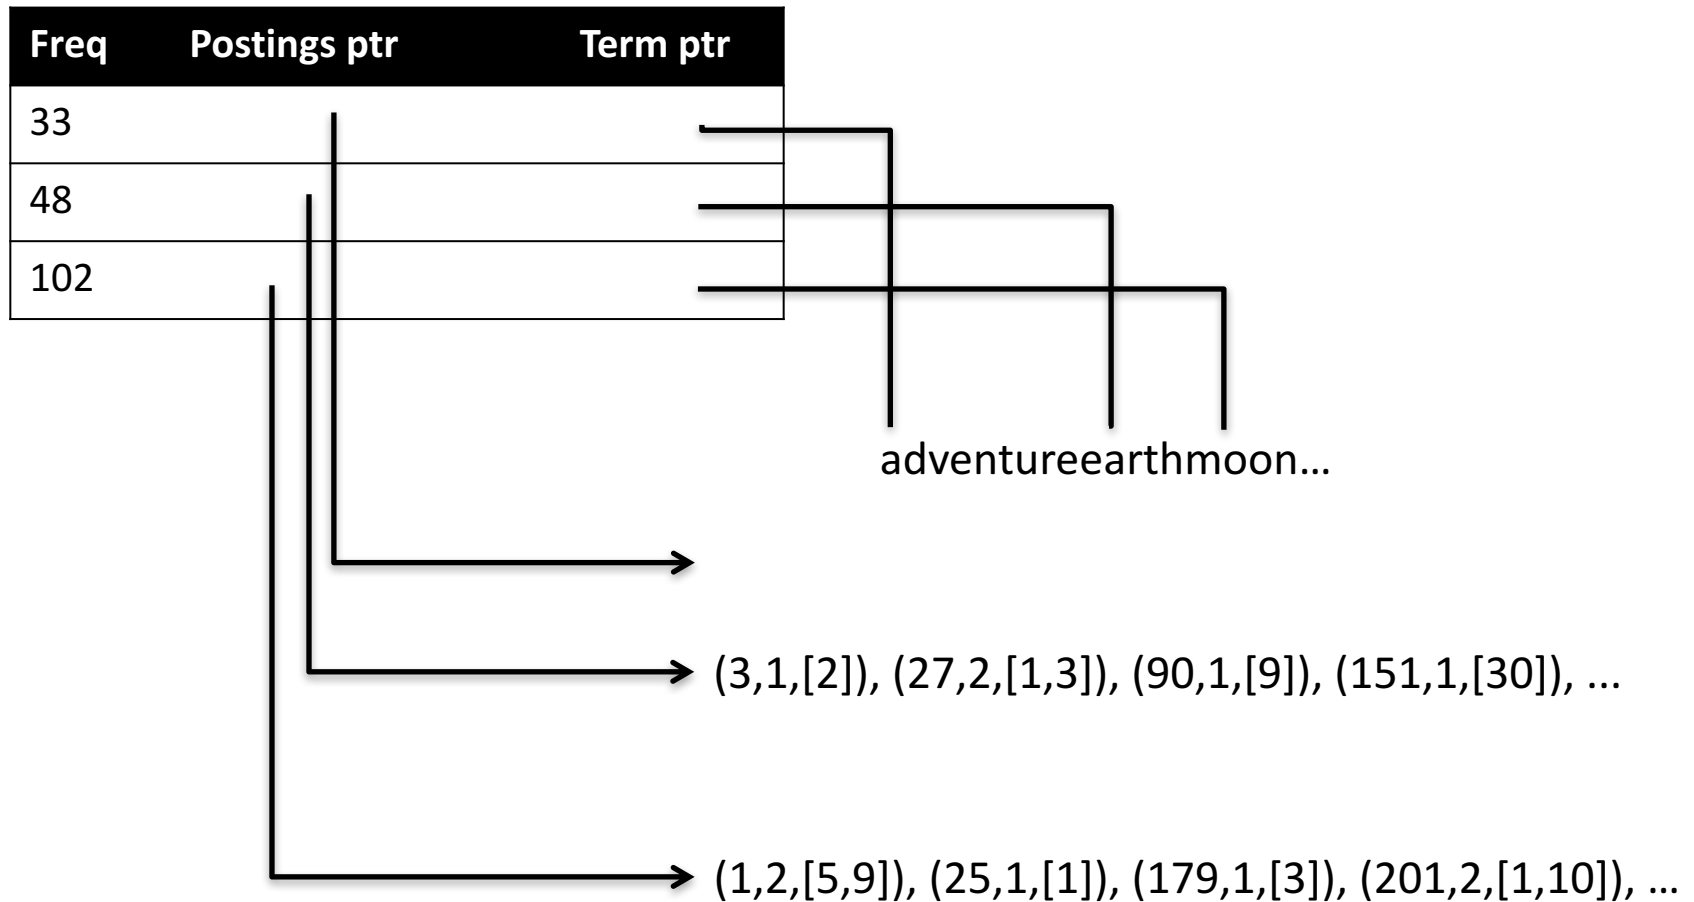 Freq Postings ptr Term ptr
33
48
102
adventureearthmoon…
(3,1,[2]), (27,2,[1,3]), (90,1,[9]), (151,1,[30]), ...
(1,2,[5,9]), (25,1,[1]), (179,1,[3]), (201,2,[1,10]), …